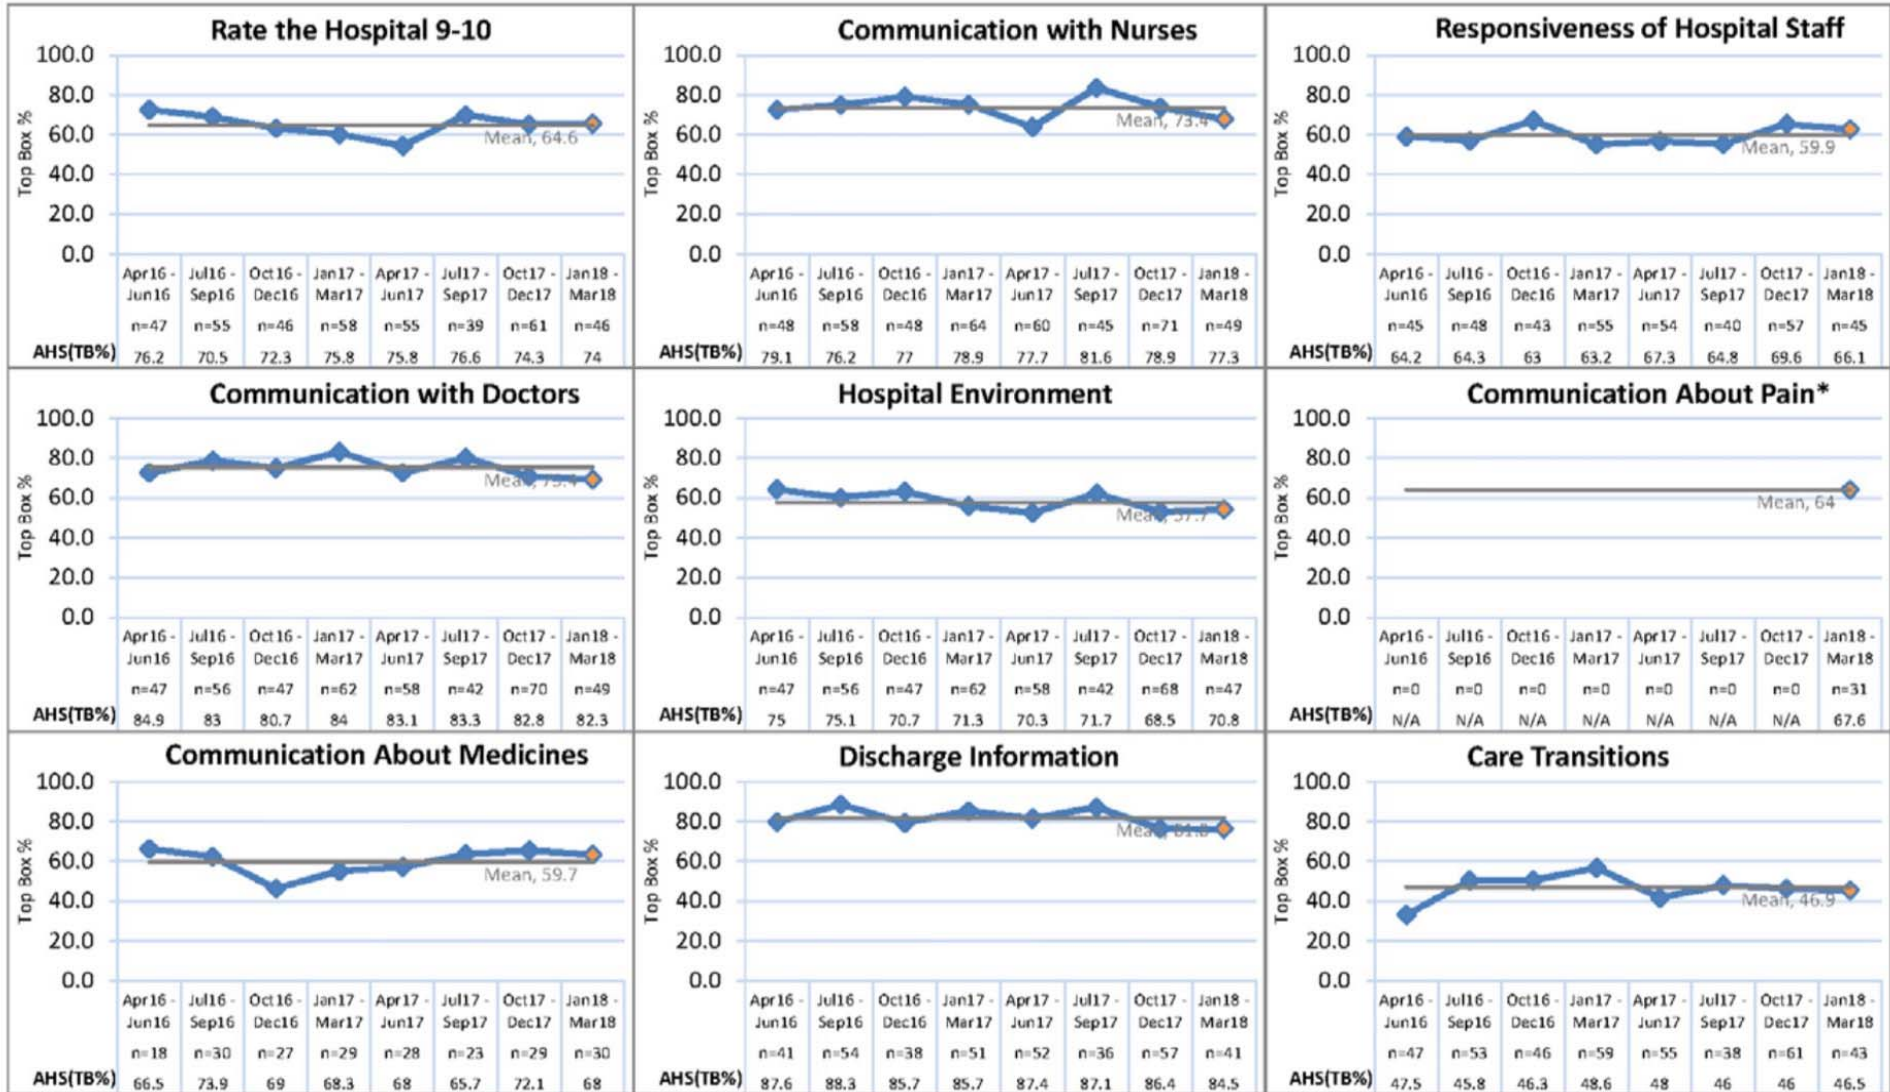 Rate the Hospital 9-10
Top Box %
100.0
80.0
60.0
40.0
20.0
0.0
Mean, 64.6
Apr16 - Jul16 - Oct16 - Jan17 - Apr17 - Jul17 - Oct17 - Jan18 -
Jun16 Sep16 Dec16 Mar17 Jun17 Sep17 Dec17 Mar18
n=47 n=55 n=46 n=58 n=55 n=39 n=61 n=46
AHS(TB%) 76.2 70.5 72.3 75.8 75.8 76.6 74.3 74
Communication with Nurses
Top Box %
100.0
80.0
60.0
40.0
20.0
0.0
Mean, 73.4
Apr16 - Jul16 - Oct16 - Jan17 - Apr17 - Jul17 - Oct17 - Jan18 -
Jun16 Sep16 Dec16 Mar17 Jun17 Sep17 Dec17 Mar18
n=48 n=58 n=48 n=64 n=60 n=45 n=71 n=49
AHS(TB%) 79.1 76.2 77 78.9 77.7 81.6 78.9 77.3
Responsiveness of Hospital Staff
Top Box %
100.0
80.0
60.0
40.0
20.0
0.0
Mean, 59.9
Apr16 - Jul16 - Oct16 - Jan17 - Apr17 - Jul17 - Oct17 - Jan18 -
Jun16 Sep16 Dec16 Mar17 Jun17 Sep17 Dec17 Mar18
n=45 n=48 n=43 n=55 n=54 n=40 n=57 n=45
AHS(TB%) 64.2 64.3 63 63.2 67.3 64.8 69.6 66.1
Communication with Doctors
Top Box %
100.0
80.0
60.0
40.0
20.0
0.0
Mean,
Apr16 - Jul16 - Oct16 - Jan17 - Apr17 - Jul17 - Oct17 - Jan18 -
Jun16 Sep16 Dec16 Mar17 Jun17 Sep17 Dec17 Mar18
n=47 n=56 n=47 n=62 n=58 n=42 n=70 n=49
AHS(TB%) 84.9 83 80.7 84 83.1 83.3 82.8 82.3
Hospital Environment
Top Box %
100.0
80.0
60.0
40.0
20.0
0.0
Mean, 57.7
Apr16 - Jul16 - Oct16 - Jan17 - Apr17 - Jul17 - Oct17 - Jan18 -
Jun16 Sep16 Dec16 Mar17 Jun17 Sep17 Dec17 Mar18
n=47 n=56 n=47 n=62 n=58 n=42 n=68 n=47
AHS(TB%) 75 75.1 70.7 71.3 70.3 71.7 68.5 70.8
Communication About Pain*
Top Box %
100.0
80.0
60.0
40.0
20.0
0.0
Mean, 64
Apr16 - Jul16 - Oct16 - Jan17 - Apr17 - Jul17 - Oct17 - Jan18 -
Jun16 Sep16 Dec16 Mar17 Jun17 Sep17 Dec17 Mar18
n=0 n=0 n=0 n=0 n=0 n=0 n=0 n=31
AHS(TB%) N/A N/A N/A N/A N/A N/A N/A 67.6
Communication About Medicines
Top Box %
100.0
80.0
60.0
40.0
20.0
0.0
Mean, 59.7
Apr16 - Jul16 - Oct16 - Jan17 - Apr17 - Jul17 - Oct17 - Jan18 -
Jun16 Sep16 Dec16 Mar17 Jun17 Sep17 Dec17 Mar18
n=18 n=30 n=27 n=29 n=28 n=23 n=29 n=30
AHS(TB%) 66.5 73.9 69 68.3 68 65.7 72.1 68
Discharge Information
Top Box %
100.0
80.0
60.0
40.0
20.0
0.0
Mean,
Apr16 - Jul16 - Oct16 - Jan17 - Apr17 - Jul17 - Oct17 - Jan18 -
Jun16 Sep16 Dec16 Mar17 Jun17 Sep17 Dec17 Mar18
n=41 n=54 n=38 n=51 n=52 n=36 n=57 n=41
AHS(TB%) 87.6 88.3 85.7 85.7 87.4 87.1 86.4 84.5
Care Transitions
Top Box %
100.0
80.0
60.0
40.0
20.0
0.0
Mean, 46.9
Apr16 - Jul16 - Oct16 - Jan17 - Apr17 - Jul17 - Oct17 - Jan18 -
Jun16 Sep16 Dec16 Mar17 Jun17 Sep17 Dec17 Mar18
n=47 n=53 n=46 n=59 n=55 n=38 n=61 n=43
AHS(TB%) 47.5 45.8 46.3 48.6 48 46 46 46.5